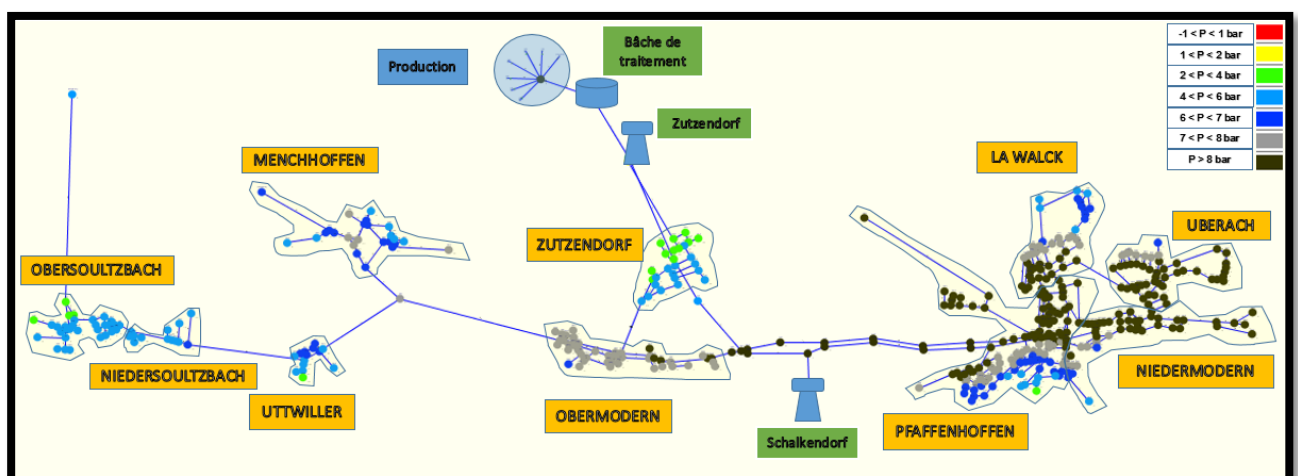 Production
Bâche de
traitement
Zutzendorf
-1 < P < 1 bar
1 < P < 2 bar
2 < P < 4 bar
4 < P < 6 bar
6 < P < 7 bar
7 < P < 8 bar
P > 8 bar
MENCHHOFFEN
LA WALCK
UBERACH
ZUTZENDORF
OBERSOULTZBACH
NIEDERSOULTZBACH
UTTWILLER
OBERMODERN
Schalkendorf
PFAFFENHOFFEN
NIEDERMODERN